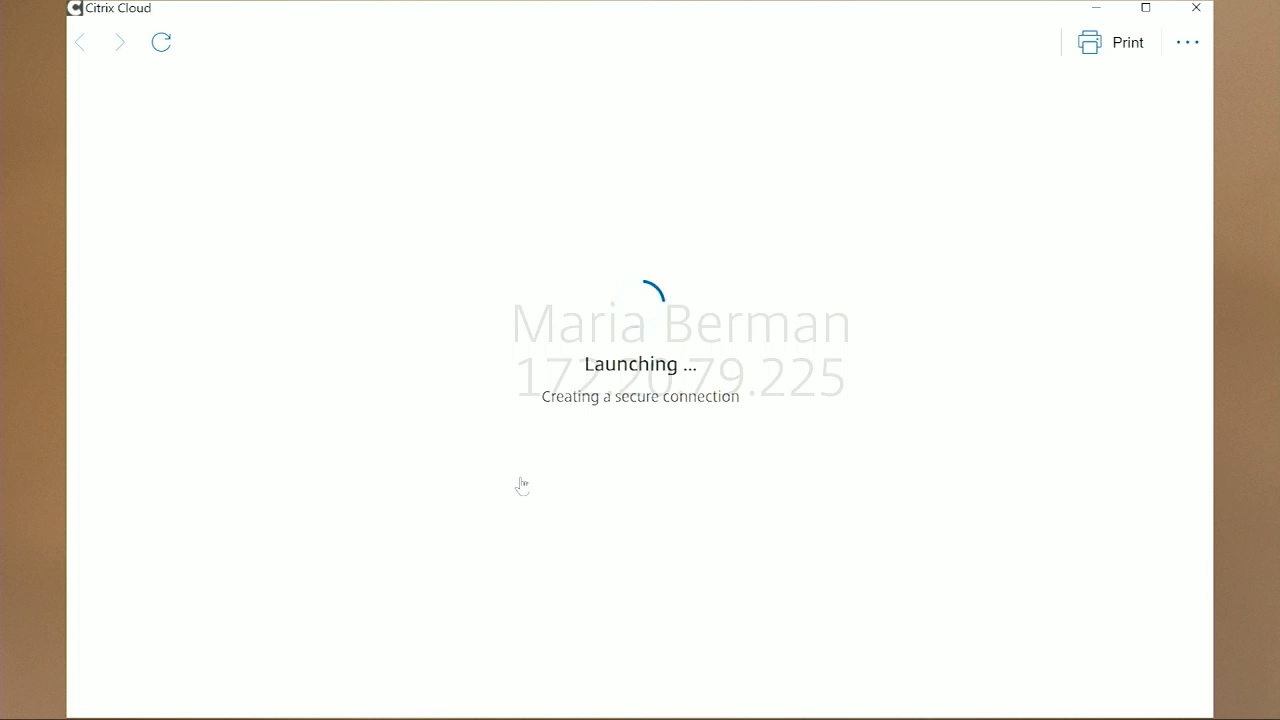 Citrix Cloud
Print
Maria Berman
Launching ...
172.20.79.225
Creating a secure connection